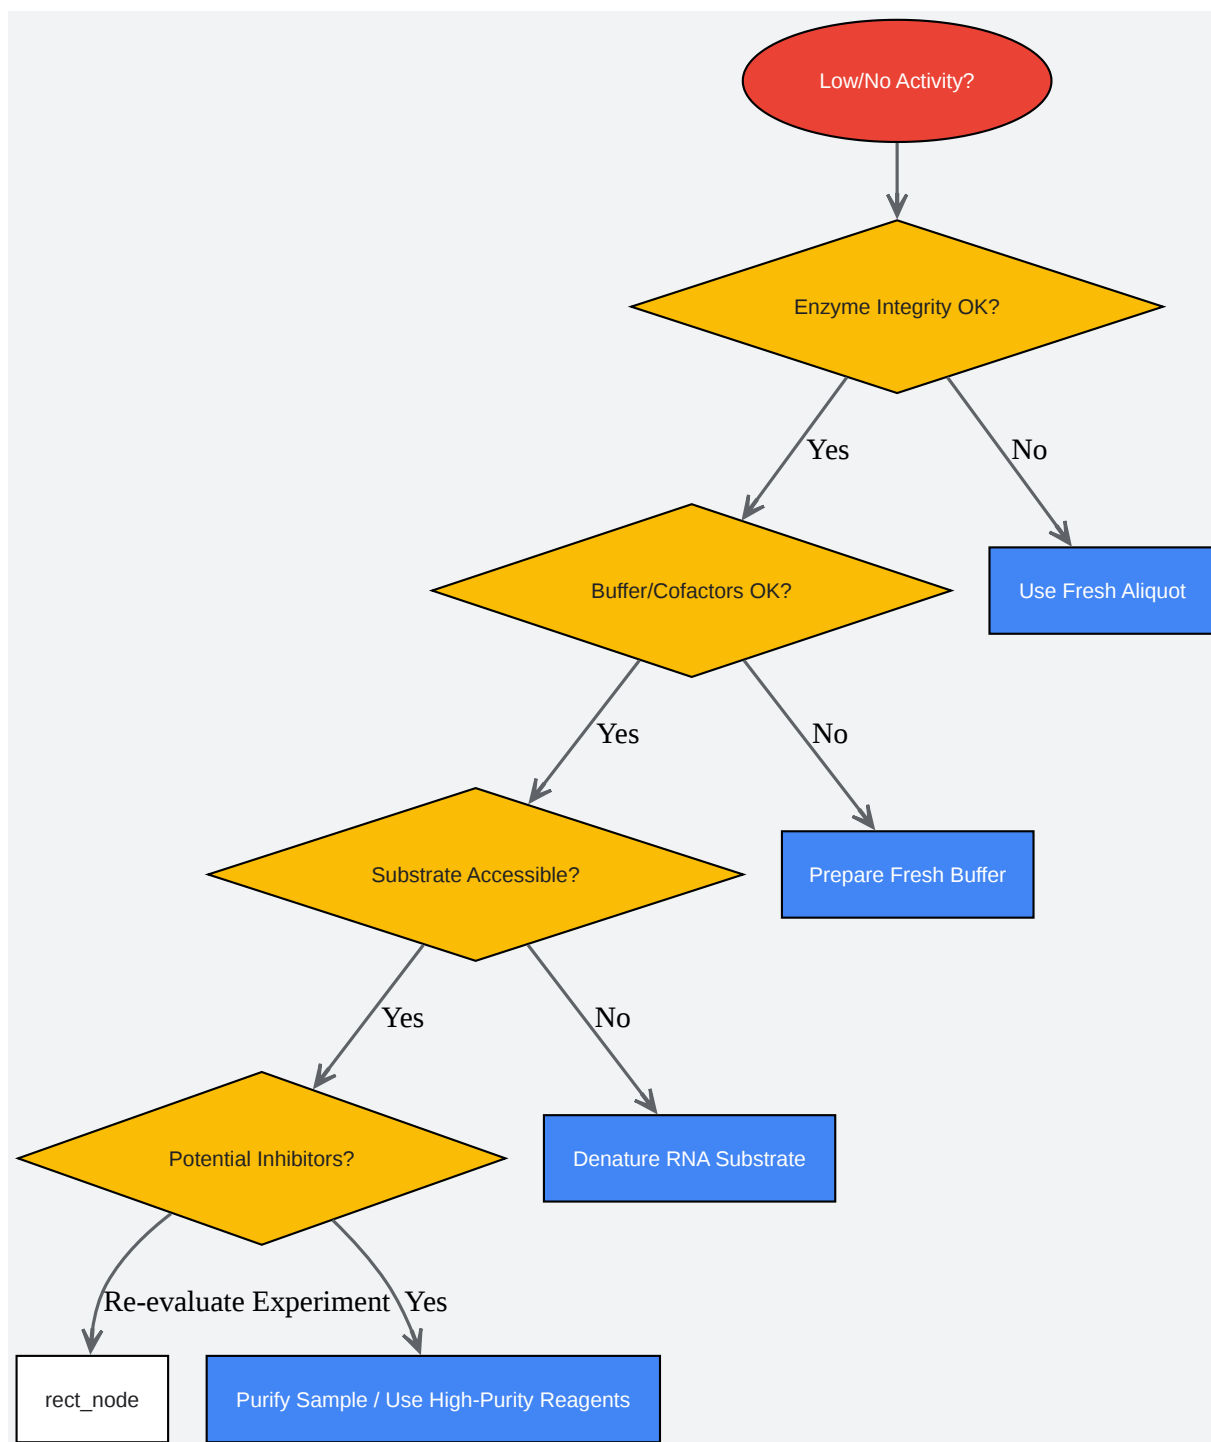 Low/No Activity?
Enzyme Integrity OK?
Yes
No
Buffer/Cofactors OK?
Use Fresh Aliquot
Yes
No
Substrate Accessible?
Prepare Fresh Buffer
Yes
No
Potential Inhibitors?
Denature RNA Substrate
Re-evaluate Experiment
Yes
rect_node
Purify Sample / Use High-Purity Reagents